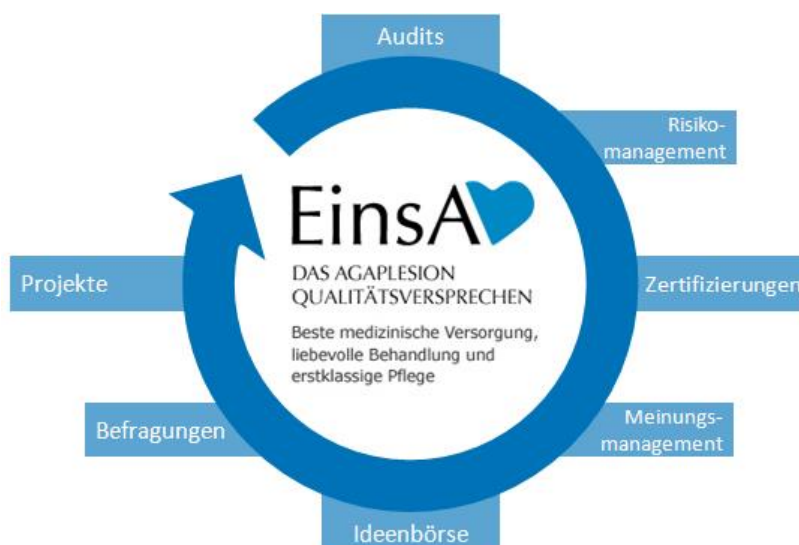 Audits
Risiko-
management
Zertifizierungen
Meinungs-
management
Ideenbörse
Befragungen
Projekte
EinsA
DAS AGAPLESION
QUALITÄTSVERSPRECHEN
Beste medizinische Versorgung,
liebevolle Behandlung und
erstklassige Pflege